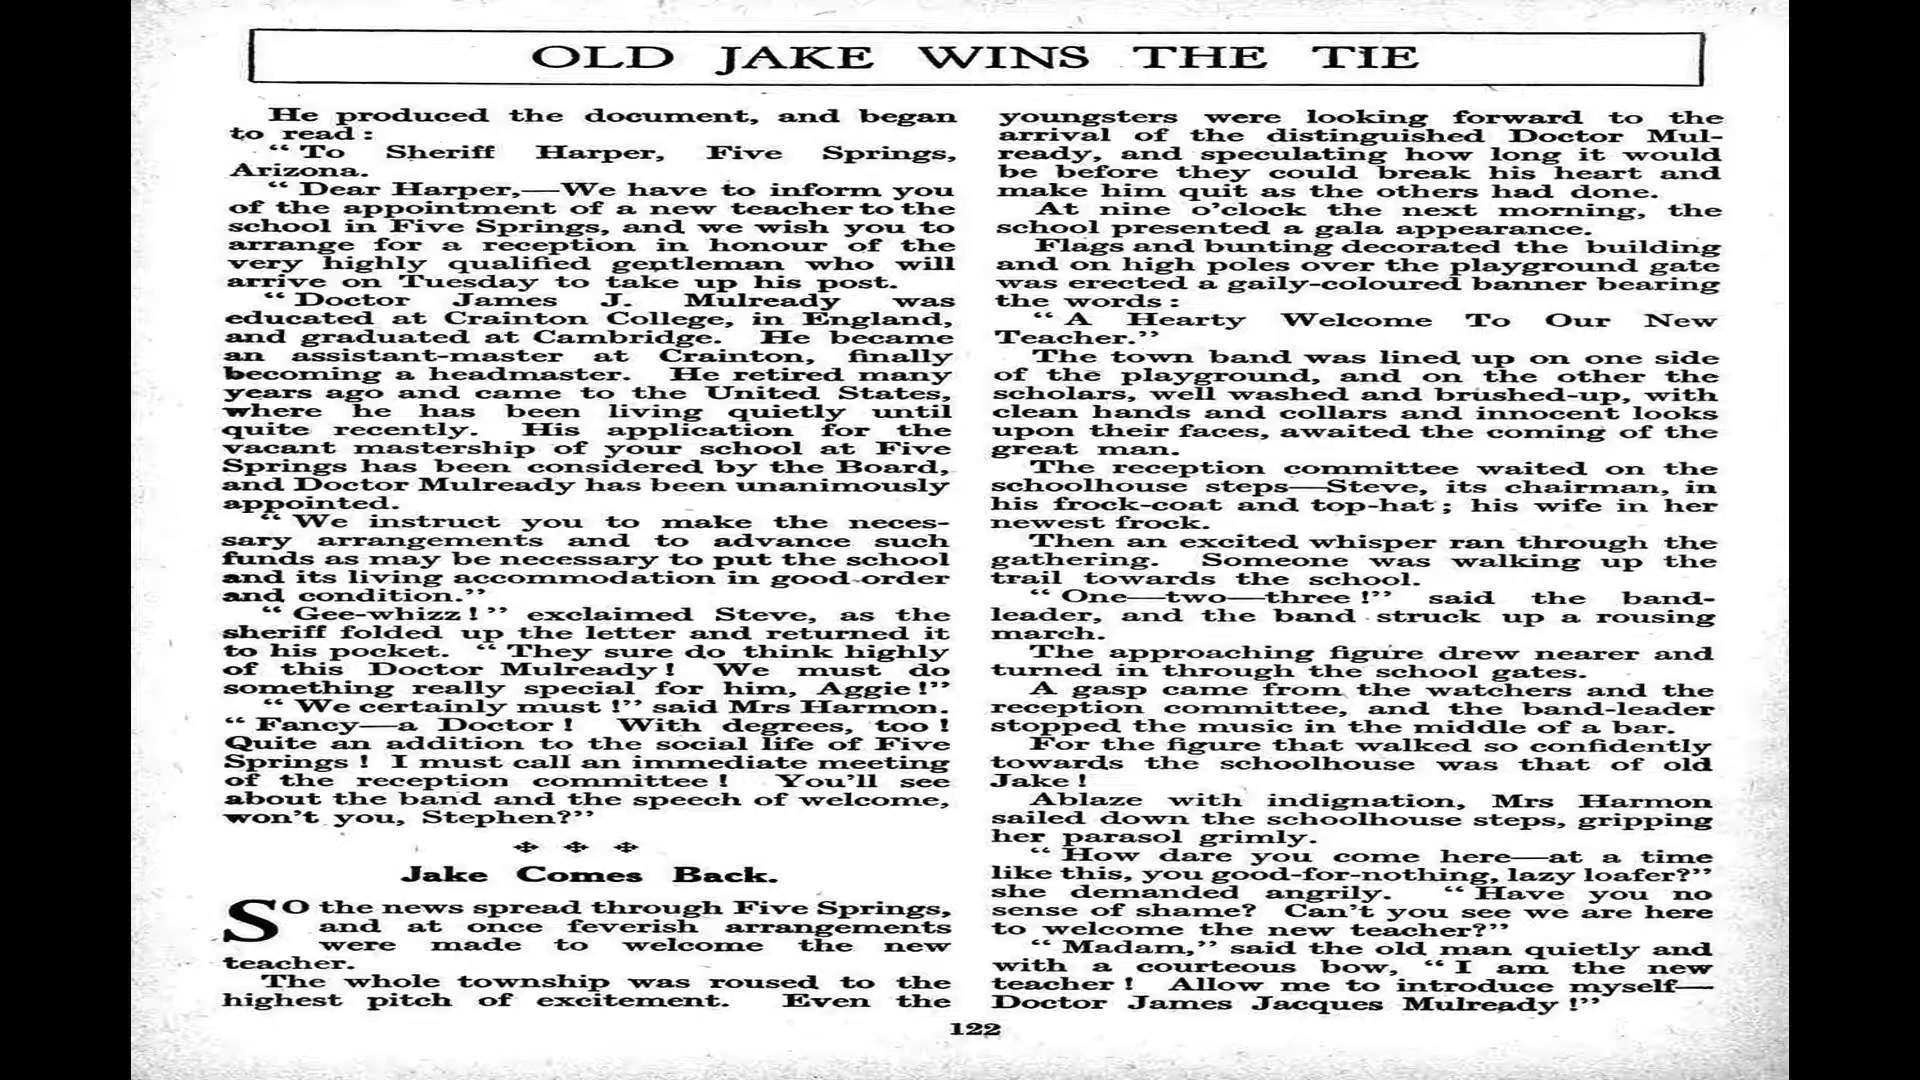 OLD JAKE WINS THE TIE
He produced the document, and began
to read:
“To Sheriff Harper, Five Springs,
Arizona.
“Dear Harper,—We have to inform you
of the appointment of a new teacher to the
school in Five Springs, and we wish you to
arrange for a reception in honour of the
very highly qualified gentleman who will
arrive on Tuesday to take up his post.
“Doctor James J. Mulready was
educated at Crainton College, in England,
and graduated at Cambridge. He became
an assistant-master at Crainton, finally
becoming a headmaster. He retired many
years ago and came to the United States,
where he has been living quietly until
quite recently. His application for the
vacant mastership of your school at Five
Springs has been considered by the Board,
and Doctor Mulready has been unanimously
appointed.
“We instruct you to make the neces-
sary arrangements and to advance such
funds as may be necessary to put the school
and its living accommodation in good order
and condition.”
“Gee-whizz!” exclaimed Steve, as the
sheriff folded up the letter and returned it
to his pocket. “They sure do think highly
of this Doctor Mulready! We must do
something really special for him, Aggie!”
“We certainly must!” said Mrs Harmon.
“Fancy—a Doctor! With degrees, too!
Quite an addition to the social life of Five
Springs! I must call an immediate meeting
of the reception committee! You’ll see
about the band and the speech of welcome,
won’t you, Stephen?”
Jake Comes Back.
SO the news spread through Five Springs,
and at once feverish arrangements
were made to welcome the new
teacher.
The whole township was roused to the
highest pitch of excitement. Even the
youngsters were looking forward to the
arrival of the distinguished Doctor Mul-
ready, and speculating how long it would
be before they could break his heart and
make him quit as the others had done.
At nine o’clock the next morning, the
school presented a gala appearance.
Flags and bunting decorated the building
and on high poles over the playground gate
was erected a gaily-coloured banner bearing
the words:
“A Hearty Welcome To Our New
Teacher.”
The town band was lined up on one side
of the playground, and on the other the
scholars, well washed and brushed-up, with
clean hands and collars and innocent looks
upon their faces, awaited the coming of the
great man.
The reception committee waited on the
schoolhouse steps—Steve, its chairman, in
his frock-coat and top-hat; his wife in her
newest frock.
Then an excited whisper ran through the
gathering. Someone was walking up the
trail towards the school.
“One—two—three!” said the band-
leader, and the band struck up a rousing
march.
The approaching figure drew nearer and
turned in through the school gates.
A gasp came from the watchers and the
reception committee, and the band-leader
stopped the music in the middle of a bar.
For the figure that walked so confidently
towards the schoolhouse was that of old
Jake!
Ablaze with indignation, Mrs Harmon
sailed down the schoolhouse steps, gripping
her parasol grimly.
“How dare you come here—at a time
like this, you good-for-nothing, lazy loafer?”
she demanded angrily. “Have you no
sense of shame? Can’t you see we are here
to welcome the new teacher?”
“Madam,” said the old man quietly and
with a courteous bow, “I am the new
teacher! Allow me to introduce myself—
Doctor James Jacques Mulready!”
122